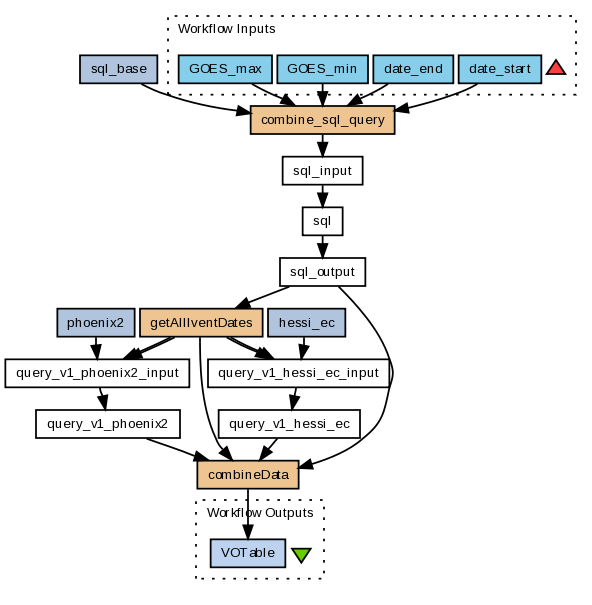 Workflow Inputs
sql_base
GOES_max
GOES_min
date_end
date_start
combine_sql_query
sql_input
sql
sql_output
phoenix2
getAllIventDates
hessi_ec
query_v1_phoenix2_input
query_v1_hessi_ec_input
query_v1_phoenix2
query_v1_hessi_ec
combineData
Workflow Outputs
VOTable